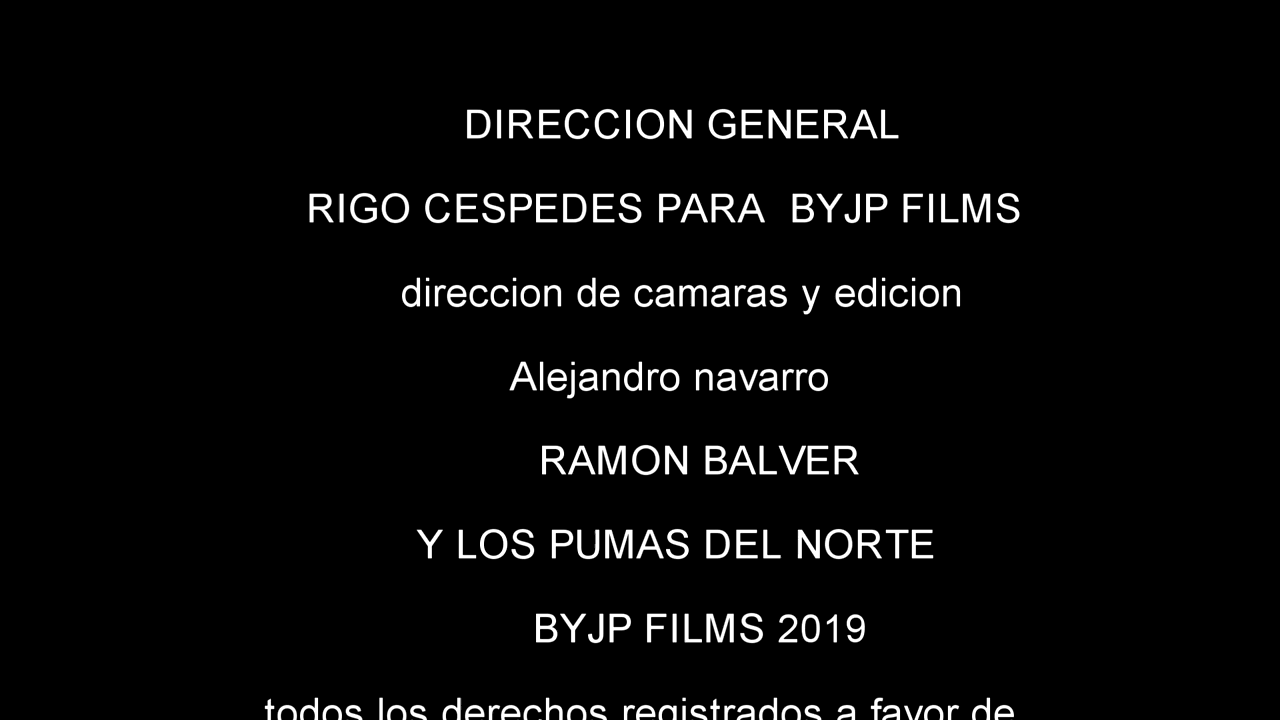 DIRECCION GENERAL
RIGO CESPEDES PARA  BYJP FILMS
direccion de camaras y edicion
Alejandro navarro
RAMON BALVER
Y LOS PUMAS DEL NORTE
BYJP FILMS 2019
todos los derechos registrados a favor de